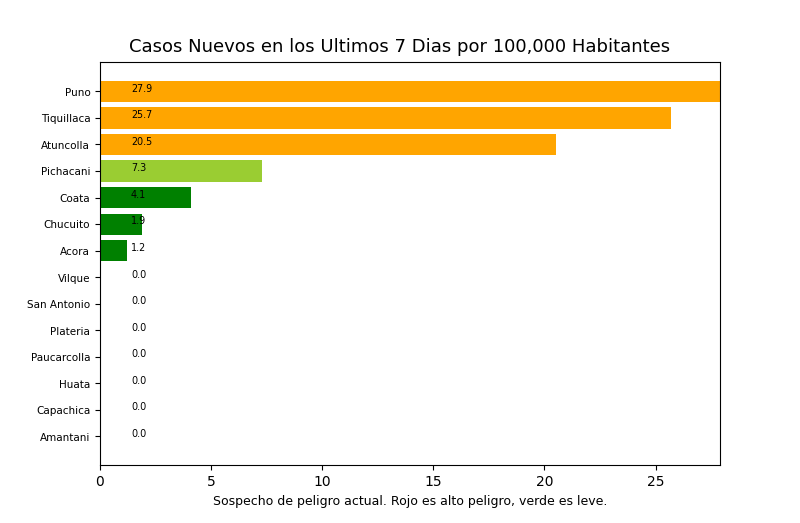 Casos Nuevos en los Ultimos 7 Dias por 100,000 Habitantes
Puno 27.9
Tiquillaca 25.7
Atuncolla 20.5
Pichacani 7.3
Coata 4.1
Chucuito 1.9
Acora 1.2
Vilque 0.0
San Antonio 0.0
Plateria 0.0
Paucarcolla 0.0
Huata 0.0
Capachica 0.0
Amantani 0.0
0 5 10 15 20 25
Sospecho de peligro actual. Rojo es alto peligro, verde es leve.